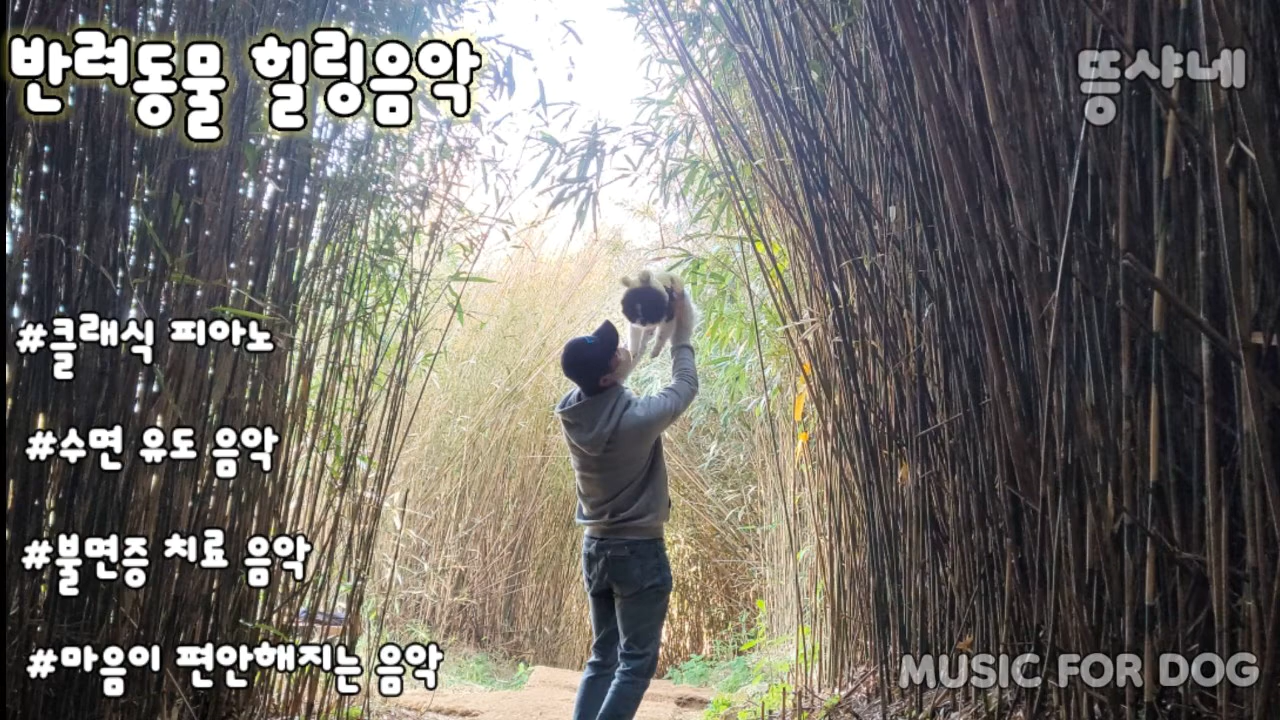 반려동물 힐링음악
뚱샤네
#클래식 피아노
#수면 유도 음악
#불면증 치료 음악
#마음이 편안해지는 음악
MUSIC FOR DOG